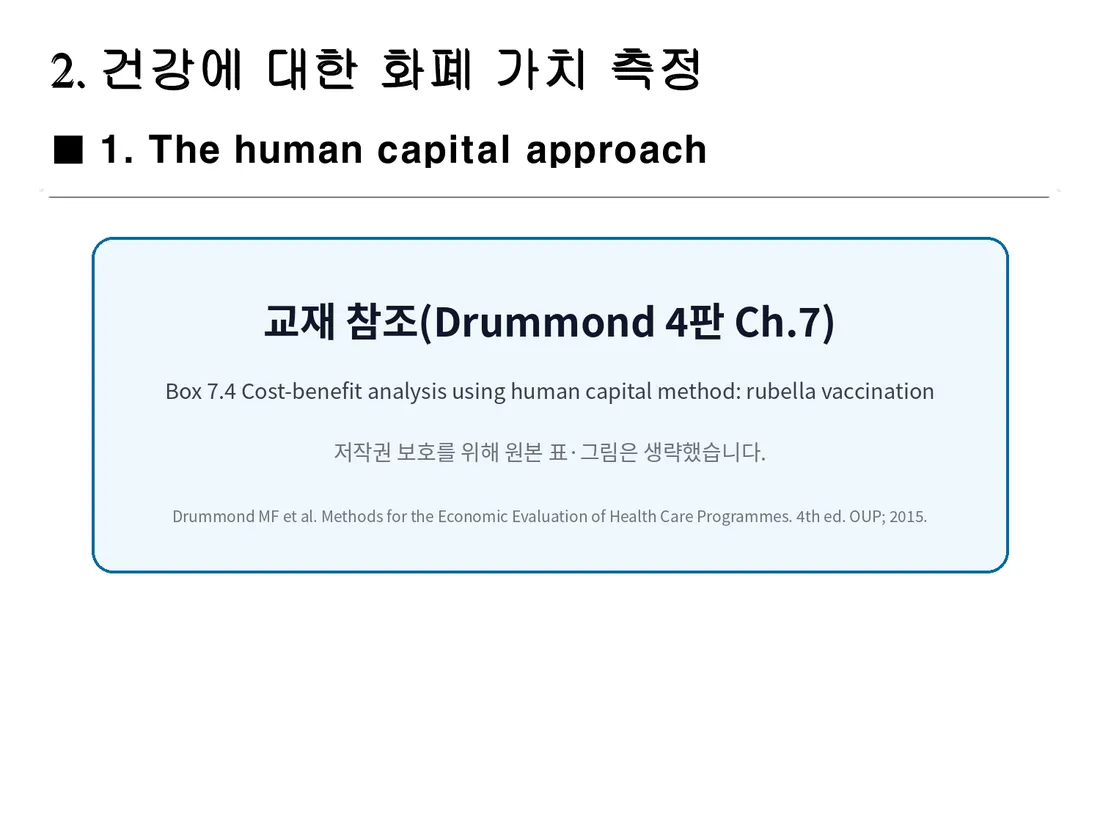 2. 건강에 대한 화폐 가치 측정
■ 1. The human capital approach
교재 참조(Drummond 4판 Ch.7)
Box 7.4 Cost-benefit analysis using human capital method: rubella vaccination
저작권 보호를 위해 원본 표·그림은 생략했습니다.
Drummond MF et al. Methods for the Economic Evaluation of Health Care Programmes. 4th ed. OUP; 2015.